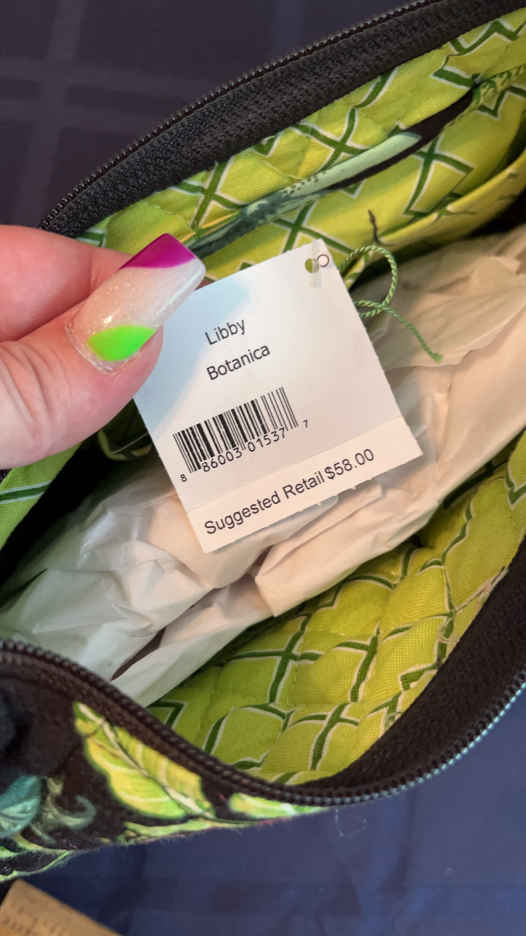 Libby
Botanica
8 86003 01537 7
Suggested Retail $58.00